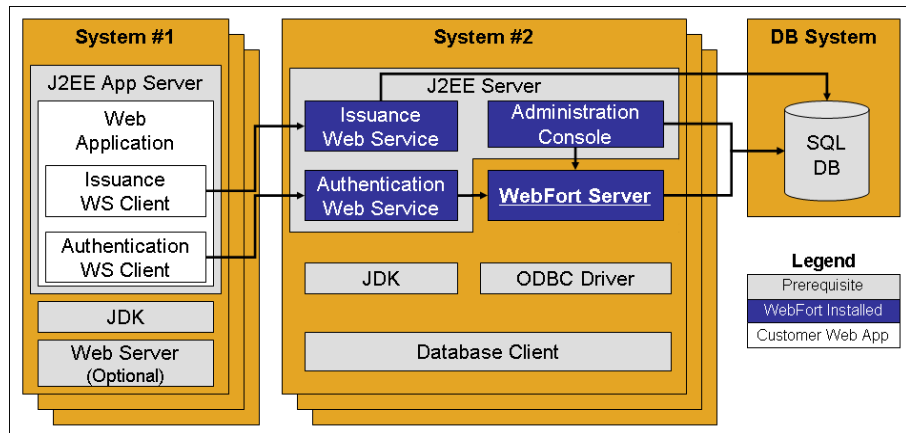 System #1
J2EE App Server
Web
Application
Issuance
WS Client
Authentication
WS Client
JDK
Web Server
(Optional)
System #2
J2EE Server
Issuance
Web Service
Administration
Console
Authentication
Web Service
WebFort Server
JDK
ODBC Driver
Database Client
DB System
SQL
DB
Legend
Prerequisite
WebFort Installed
Customer Web App